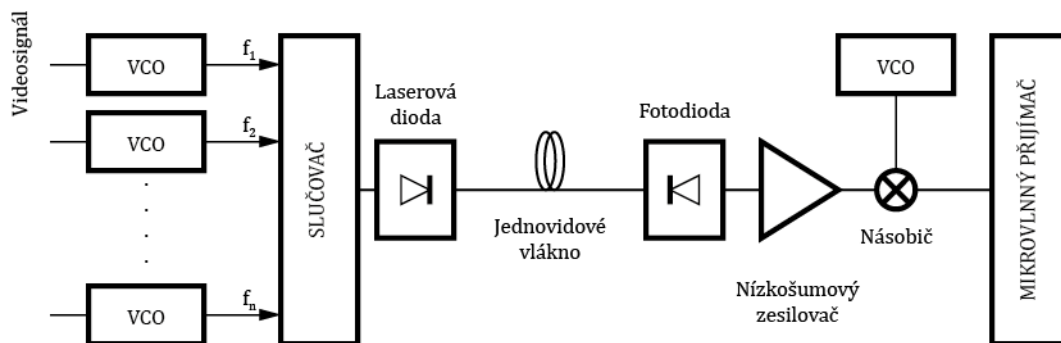 Videosignál
VCO
f1
VCO
f2
VCO
fn
SLUČOVAČ
Laserová
dioda
Jednovidové
vlákno
Fotodioda
Nízkošumový
zesilovač
VCO
Násobič
MIKROVLNNÝ PŘIJÍMAČ